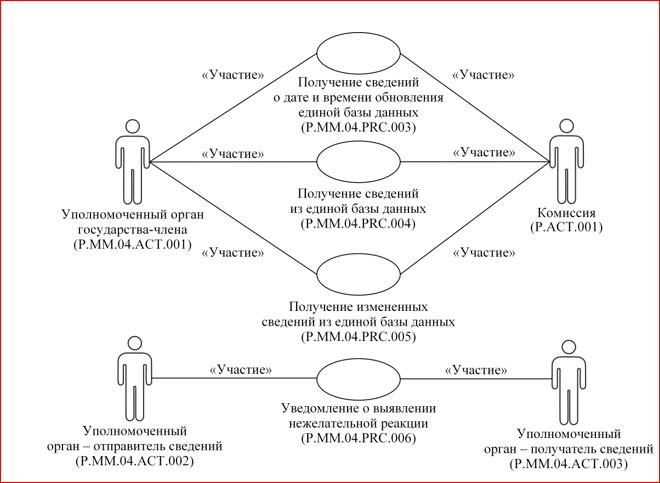 «Участие»
«Участие»
Получение сведений
о дате и времени обновления
единой базы данных
(P.MM.04.PRC.003)
«Участие»
«Участие»
Получение сведений
из единой базы данных
(P.MM.04.PRC.004)
Уполномоченный орган
государства-члена
(P.MM.04.ACT.001)
Комиссия
(P.ACT.001)
«Участие»
«Участие»
Получение измененных
сведений из единой базы данных
(P.MM.04.PRC.005)
«Участие»
«Участие»
Уведомление о выявлении
нежелательной реакции
(P.MM.04.PRC.006)
Уполномоченный
орган – отправитель сведений
(P.MM.04.ACT.002)
Уполномоченный
орган – получатель сведений
(P.MM.04.ACT.003)